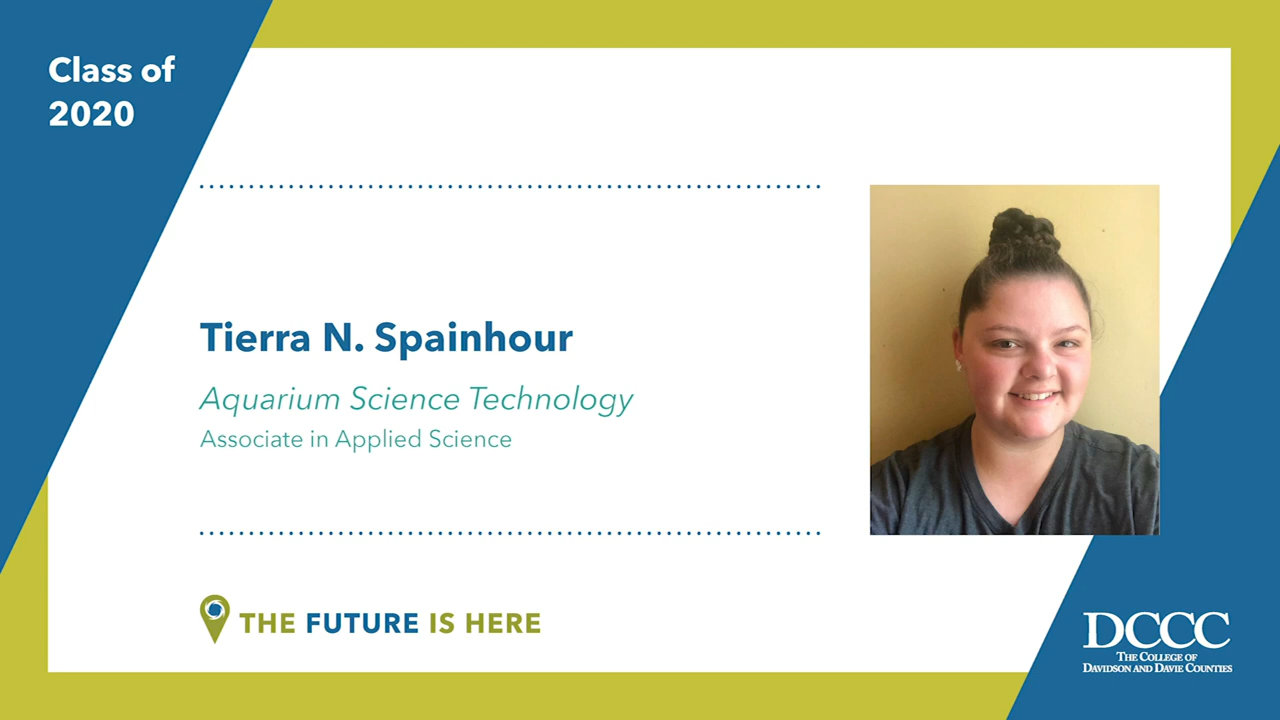 Class of
2020
Tierra N. Spainhour
Aquarium Science Technology
Associate in Applied Science
THE FUTURE IS HERE
DCCC
THE COLLEGE OF
DAVIDSON AND DAVIE COUNTIES